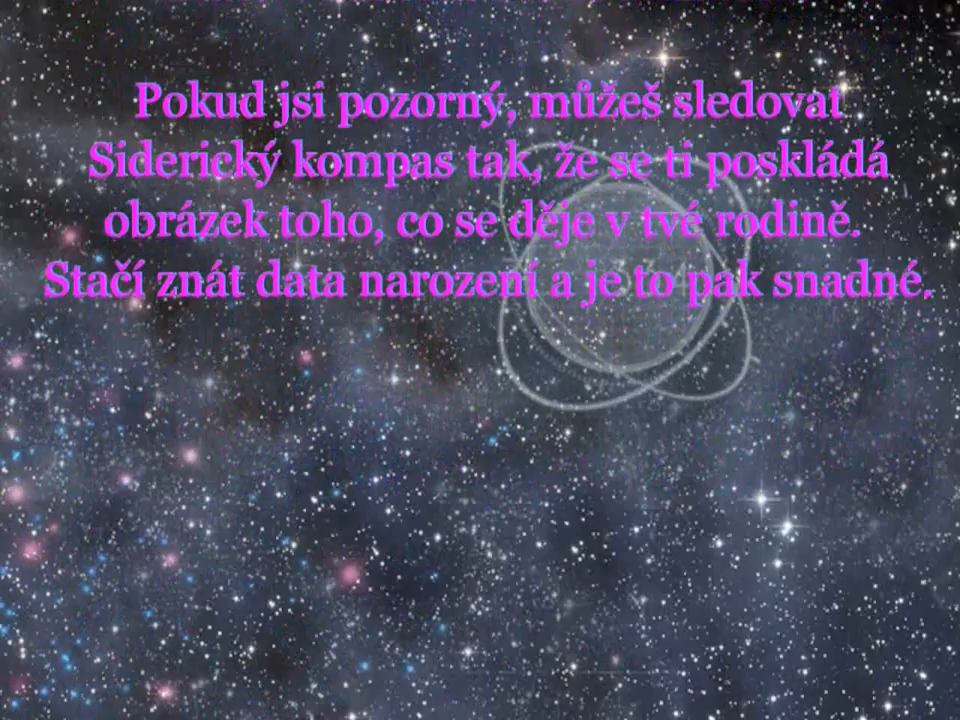 Pokud jsi pozorný, můžeš sledovat
Siderický kompas tak, že se ti poskládá
obrázek toho, co se děje v tvé rodině.
Stačí znát data narození a je to pak snadné.